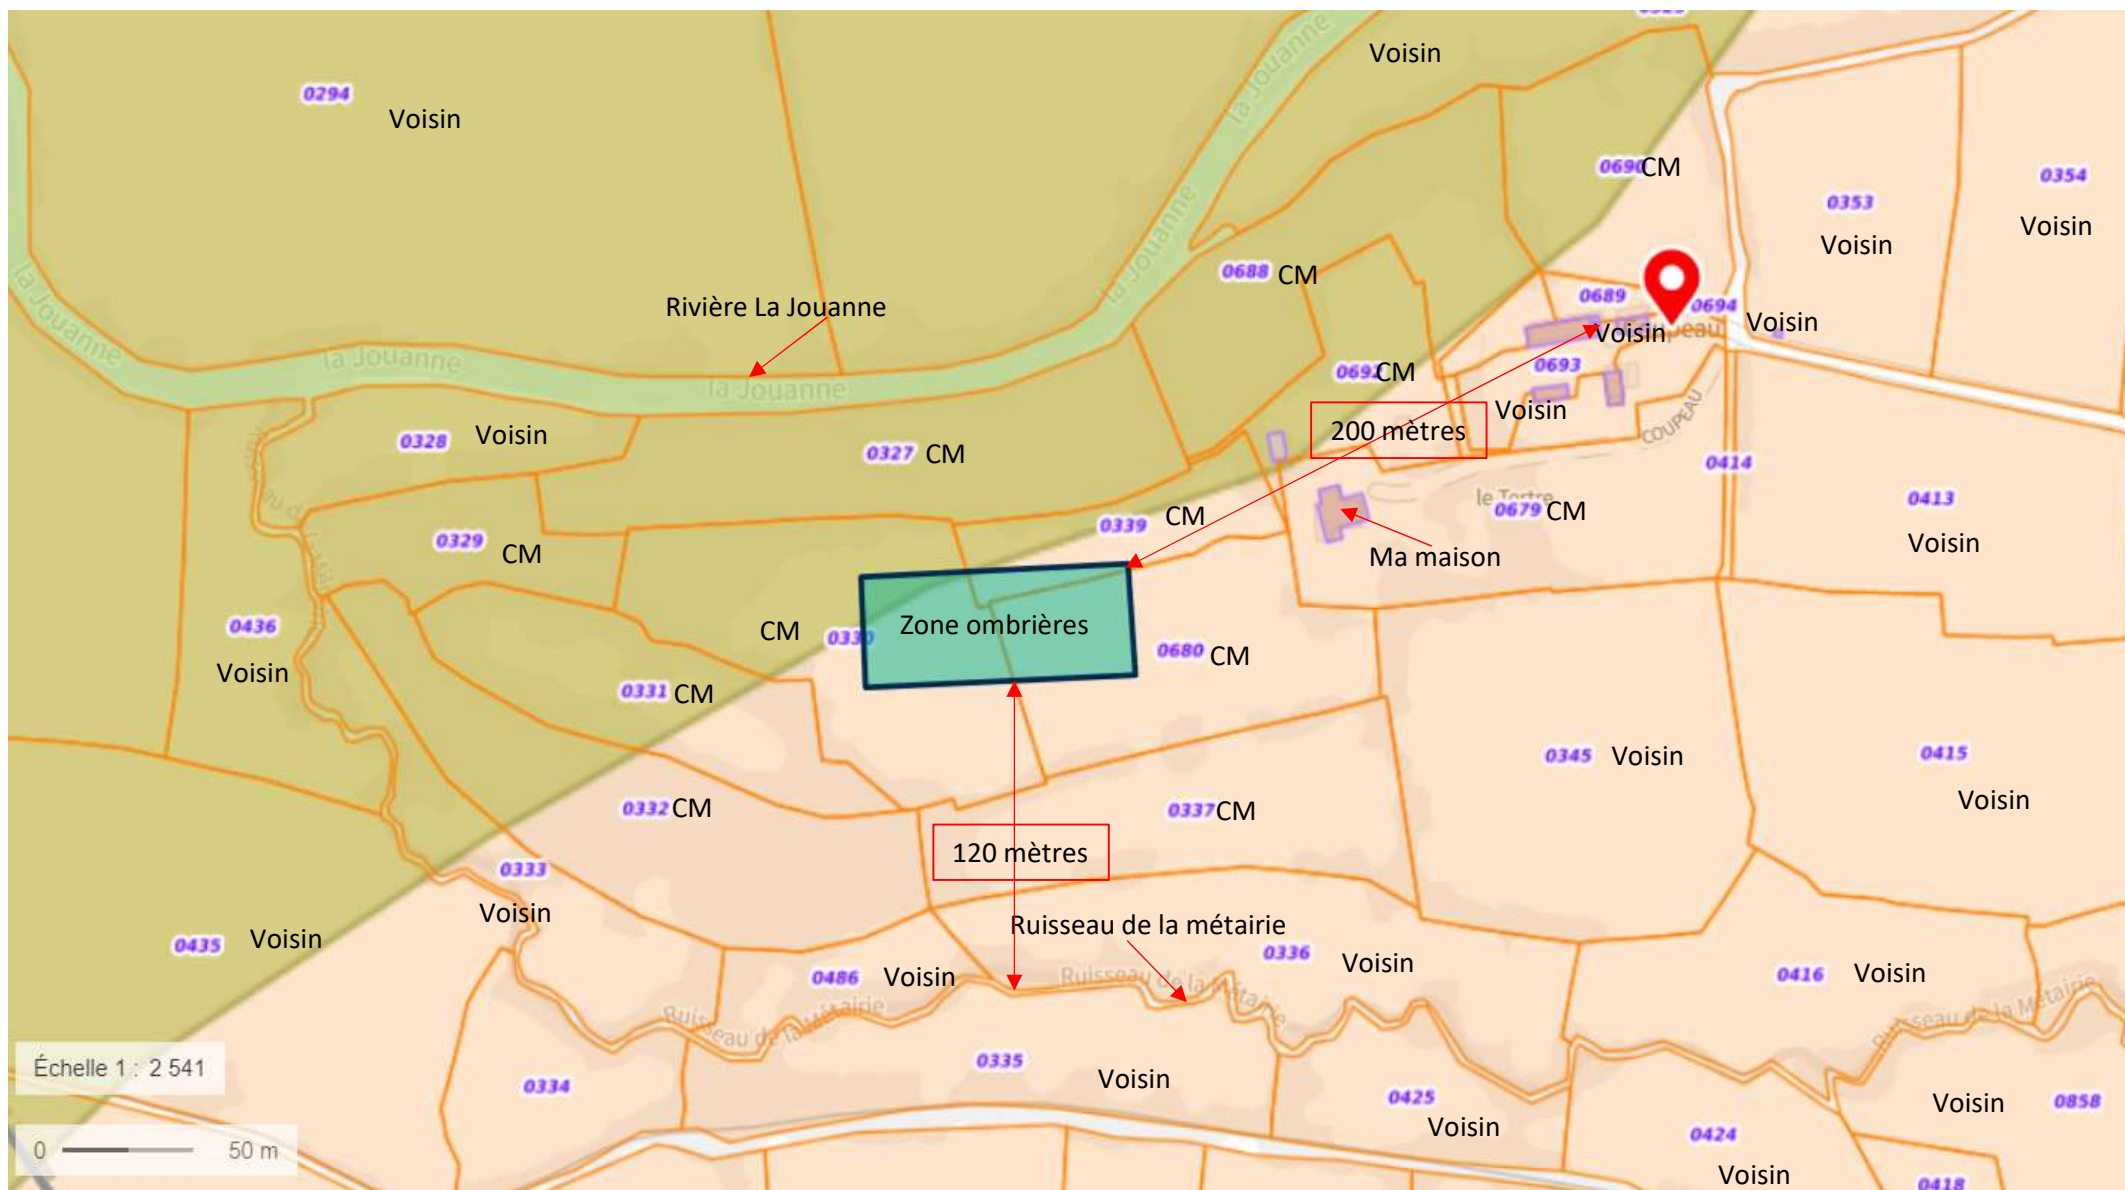 Voisin
0294
Voisin
la Jouanne
0690 CM
0354
0353
Voisin
Voisin
la Jouanne
la Jouanne
0688 CM
0689
0694
Rivière La Jouanne
Voisin
Voisin
la Jouanne
la Jouanne
0692 CM
0693
Voisin
COUPEAU
200 mètres
0328 Voisin
0327 CM
0414
le Tertre
0679 CM
0413
Voisin
0339 CM
0329 CM
Ma maison
0436
Voisin
CM
Zone ombrières
0680 CM
0331 CM
0345 Voisin
0415
Voisin
0332 CM
0337 CM
120 mètres
0333
Voisin
Ruisseau de la métairie
0435 Voisin
0486 Voisin
0336 Voisin
0416 Voisin
Ruisseau de la Métairie
Ruisseau de la Métairie
Ruisseau de la Métairie
Échelle 1 : 2 541
0334
0335
Voisin
0425
Voisin
Voisin 0858
0424
Voisin
0 50 m
0418